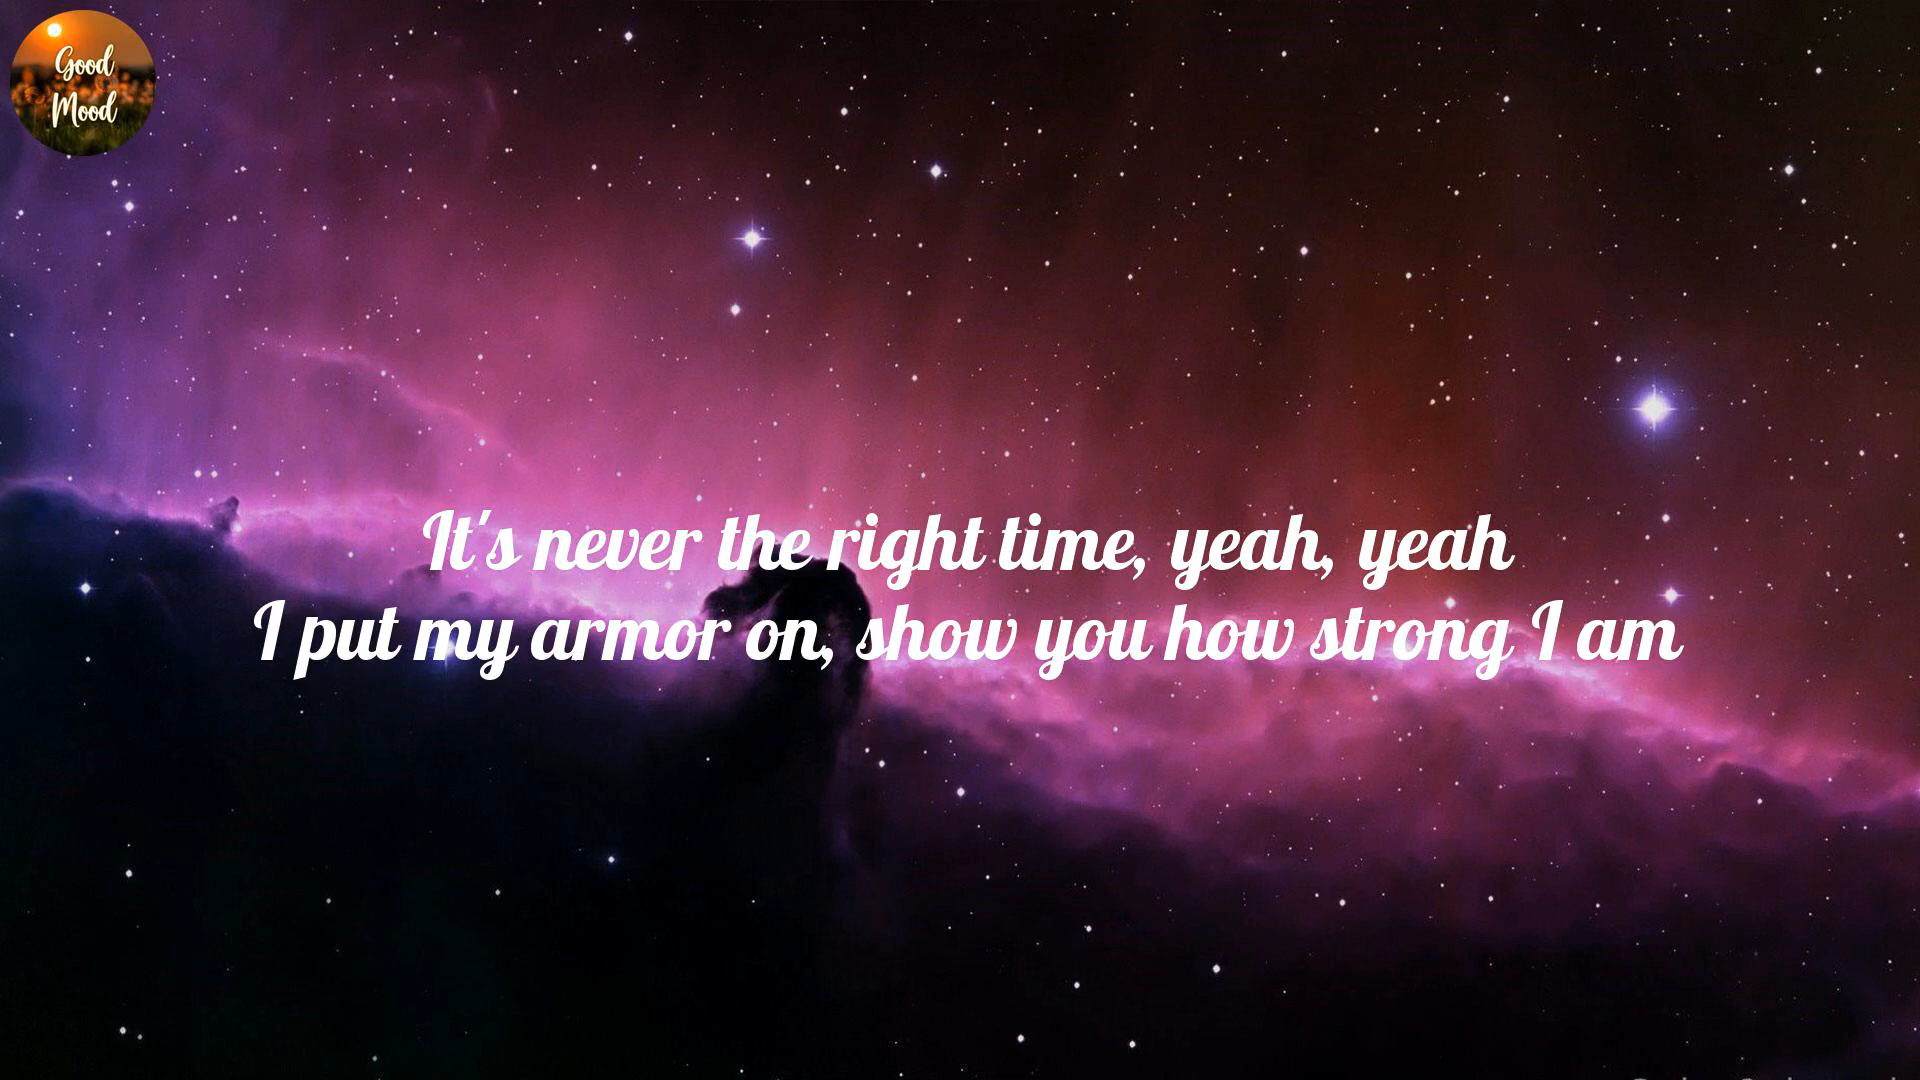 Good
Mood
It's never the right time, yeah, yeah
I put my armor on, show you how strong I am